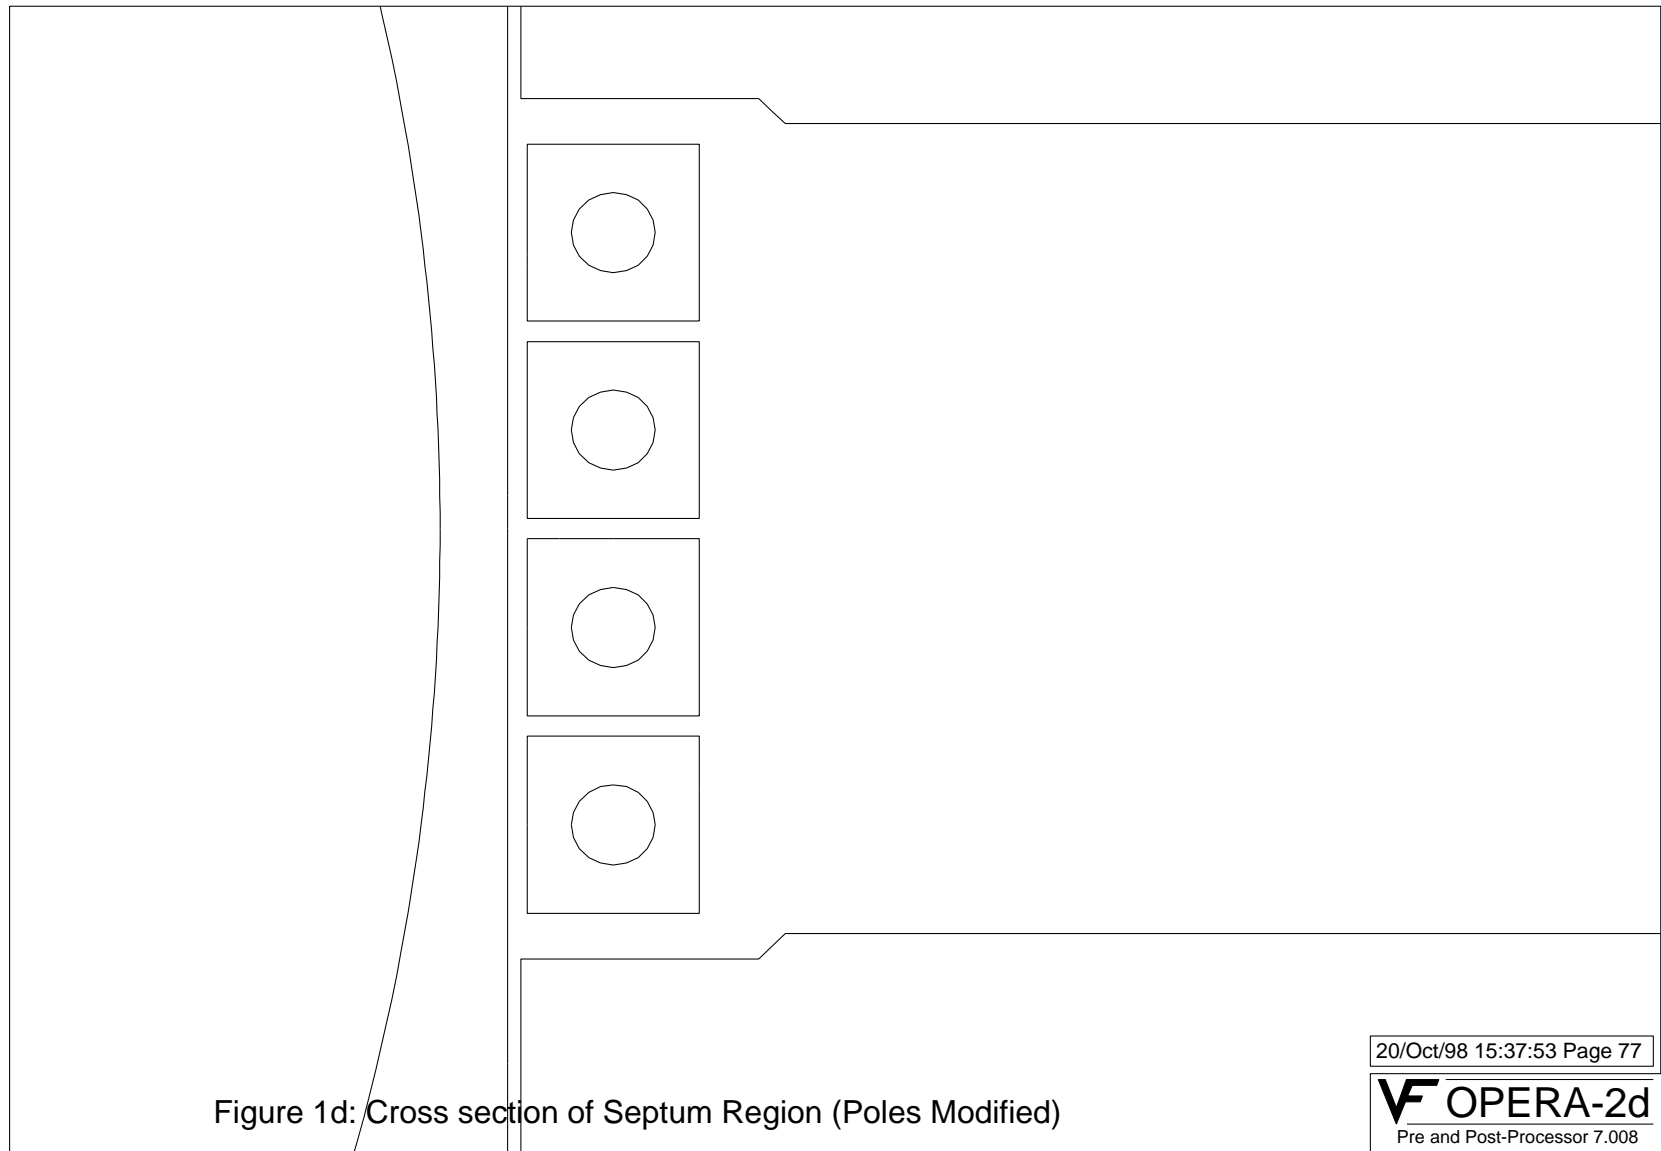 20/Oct/98 15:37:53 Page 77
Figure 1d: Cross section of Septum Region (Poles Modified)
VF OPERA-2d
Pre and Post-Processor 7.008